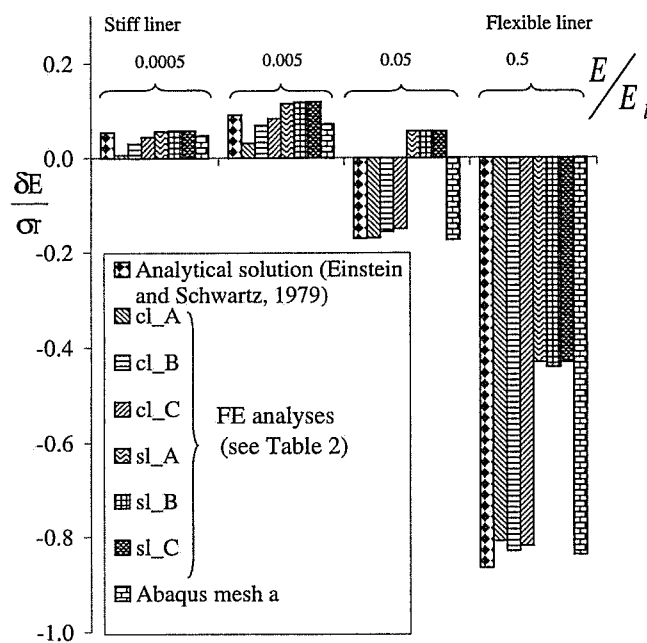 Stiff liner
Flexible liner
0.0005
0.005
0.05
0.5
E/E l
0.2
0.0
-0.2
-0.4
-0.6
-0.8
-1.0
δE
σr
Analytical solution (Einstein
and Schwartz, 1979)
cl_A
cl_B
cl_C
sl_A
sl_B
sl_C
FE analyses
(see Table 2)
Abaqus mesh a